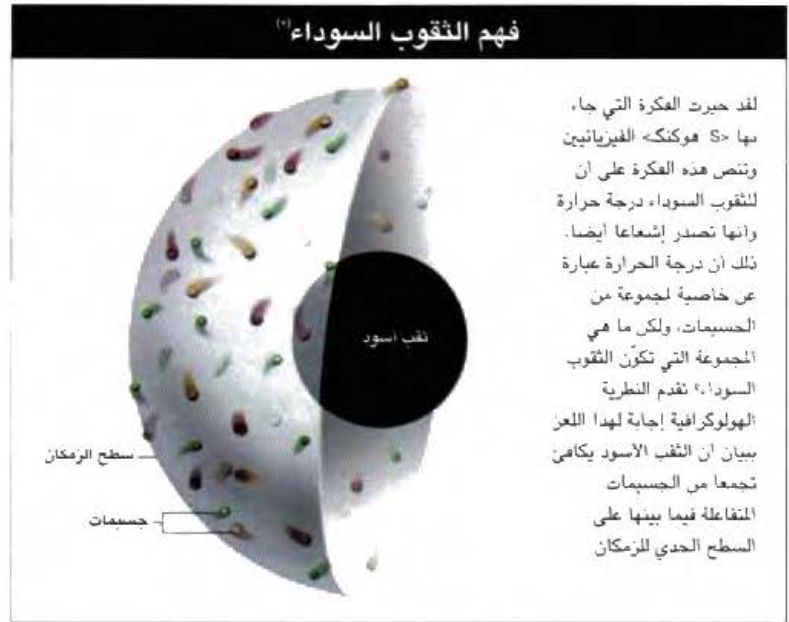 فهم الثقوب السوداء(*)
لقد حيرت الفكرة التي جاء
بها <S هوكنك> الفيزيائيين
وتنص هذه الفكرة على أن
للثقوب السوداء درجة حرارة
وأنها تصدر إشعاعا أيضا.
ذلك أن درجة الحرارة عبارة
عن خاصية لمجموعة من
الجسيمات، ولكن ما هي
المجموعة التي تكوّن الثقوب
السوداء؟ تقدم النظرية
الهولوكرافية إجابة لهذا اللغز
ببيان أن الثقب الأسود يكافئ
تجمعا من الجسيمات
المتفاعلة فيما بينها على
السطح الحدي للزمكان
ثقب أسود
سطح الزمكان
جسيمات